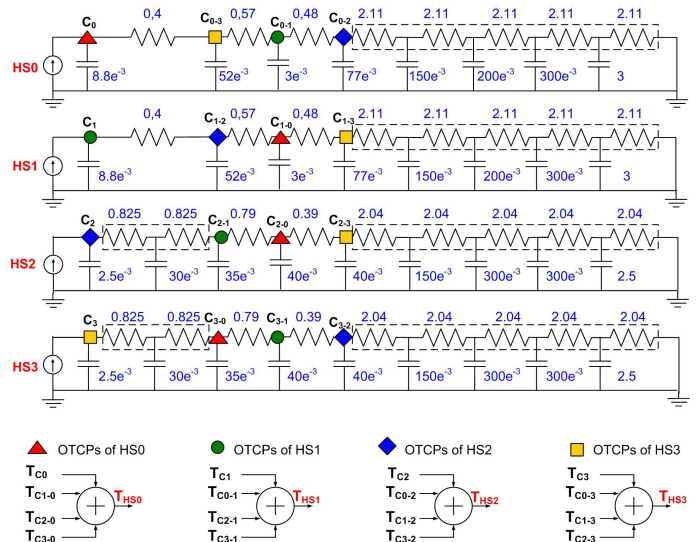 0,4 0,57 0,48 2.11 2.11 2.11 2.11 2.11
C0 C0-3 C0-1 C0-2
HS0
8.8e-3 52e-3 3e-3 77e-3 150e-3 200e-3 300e-3 3
0,4 0,57 0,48 2.11 2.11 2.11 2.11 2.11
C1 C1-2 C1-0 C1-3
HS1
8.8e-3 52e-3 3e-3 77e-3 150e-3 200e-3 300e-3 3
0.825 0.825 0.79 0.39 2.04 2.04 2.04 2.04 2.04
C2 C2-1 C2-0 C2-3
HS2
2.5e-3 30e-3 35e-3 40e-3 40e-3 150e-3 300e-3 300e-3 2.5
0.825 0.825 0.79 0.39 2.04 2.04 2.04 2.04 2.04
C3 C3-0 C3-1 C3-2
HS3
2.5e-3 30e-3 35e-3 40e-3 40e-3 150e-3 300e-3 300e-3 2.5
OTCPs of HS0 OTCPs of HS1 OTCPs of HS2 OTCPs of HS3
TC0 TC1 TC2 TC3
TC1-0 THS0 TC0-1 THS1 TC0-2 THS2 TC0-3 THS3
TC2-0 TC2-1 TC1-2 TC1-3
TC3-0 TC3-1 TC3-2 TC2-3